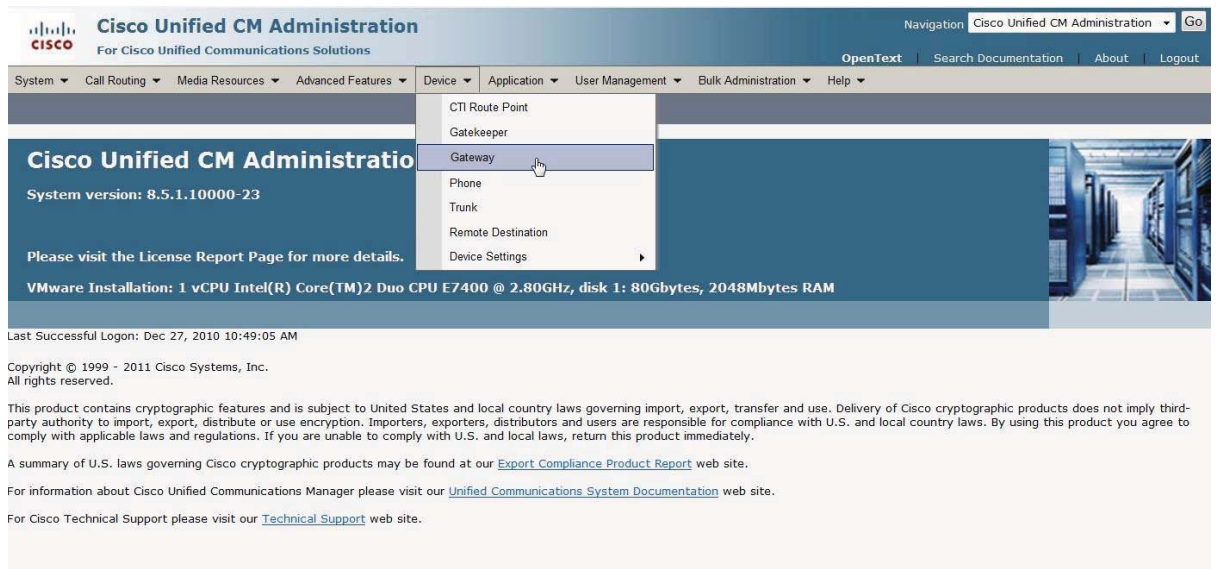 CISCO
Cisco Unified CM Administration
For Cisco Unified Communications Solutions
Navigation Cisco Unified CM Administration Go
OpenText Search Documentation About Logout
System Call Routing Media Resources Advanced Features Device Application User Management Bulk Administration Help
CTI Route Point
Gatekeeper
Gateway
Phone
Trunk
Remote Destination
Device Settings
Cisco Unified CM Administratio
System version: 8.5.1.10000-23
Please visit the License Report Page for more details.
VMware Installation: 1 vCPU Intel(R) Core(TM)2 Duo CPU E7400 @ 2.80GHz, disk 1: 80Gbytes, 2048Mbytes RAM
Last Successful Logon: Dec 27, 2010 10:49:05 AM
Copyright © 1999 - 2011 Cisco Systems, Inc.
All rights reserved.
This product contains cryptographic features and is subject to United States and local country laws governing import, export, transfer and use. Delivery of Cisco cryptographic products does not imply third-
party authority to import, export, distribute or use encryption. Importers, exporters, distributors and users are responsible for compliance with U.S. and local country laws. By using this product you agree to
comply with applicable laws and regulations. If you are unable to comply with U.S. and local laws, return this product immediately.
A summary of U.S. laws governing Cisco cryptographic products may be found at our Export Compliance Product Report web site.
For information about Cisco Unified Communications Manager please visit our Unified Communications System Documentation web site.
For Cisco Technical Support please visit our Technical Support web site.